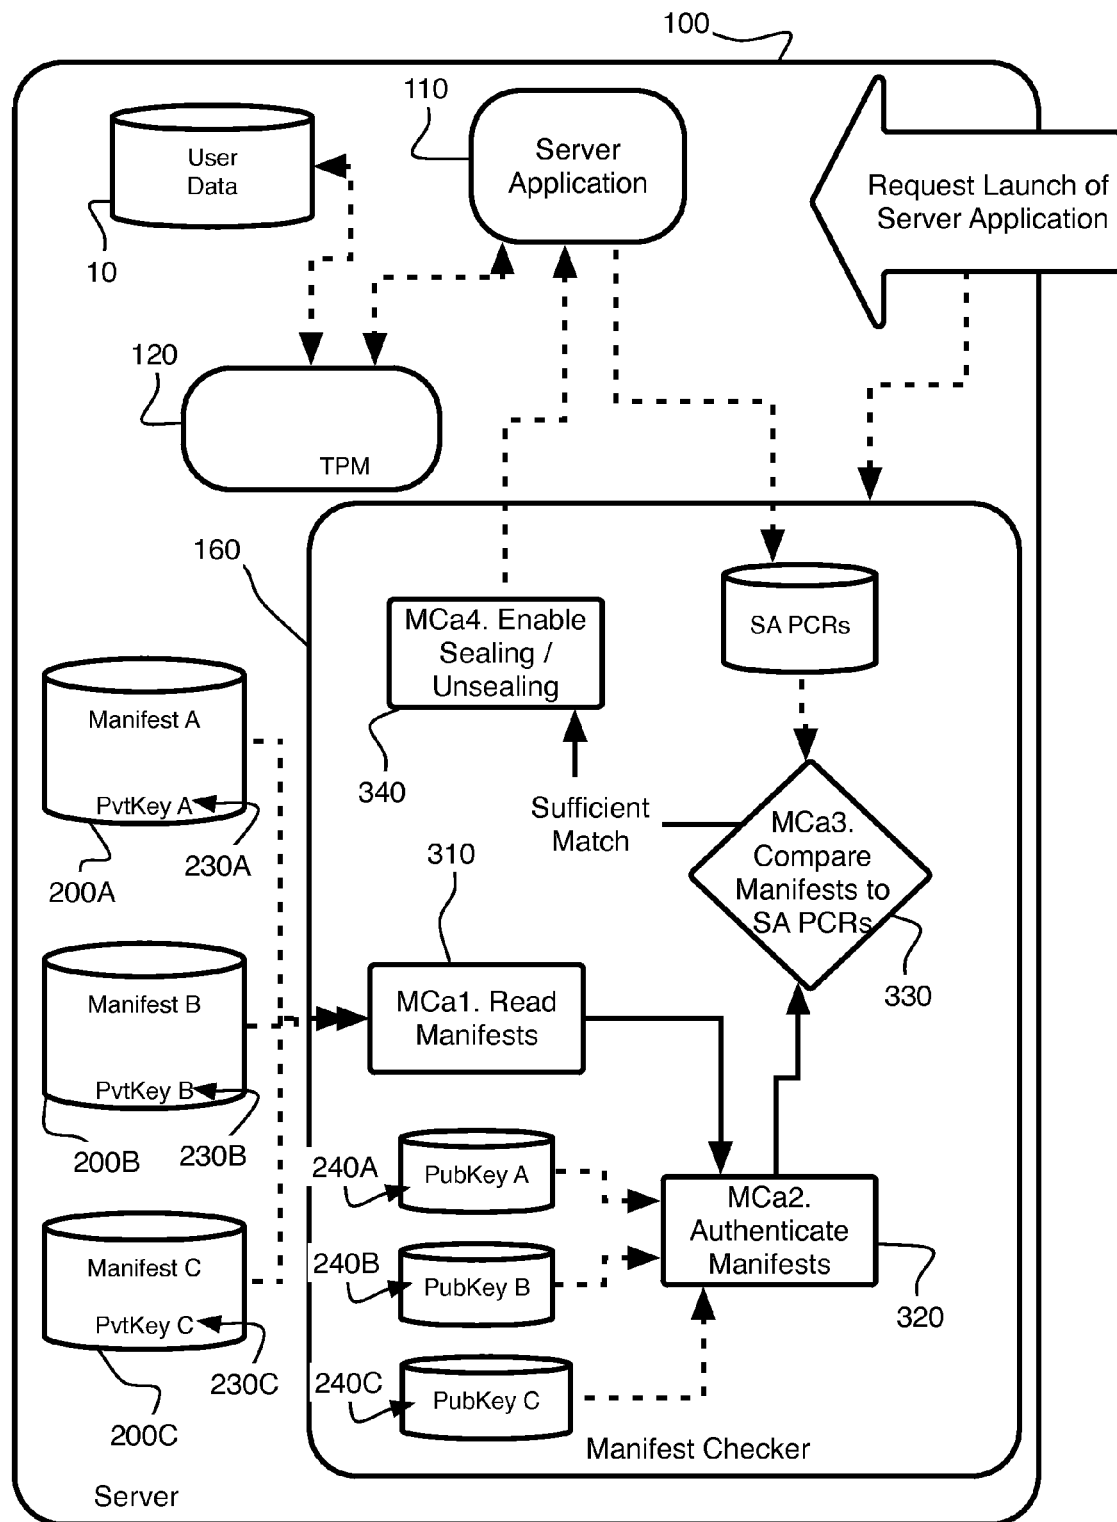 100
110
User
Data
Server
Application
Request Launch of
Server Application
10
120
TPM
160
MCa4. Enable
Sealing /
Unsealing
SA PCRs
Manifest A
PvtKey A
340
Sufficient
Match
MCa3.
Compare
Manifests to
SA PCRs
230A
200A
310
330
Manifest B
PvtKey B
MCa1. Read
Manifests
200B
230B
240A
PubKey A
MCa2.
Authenticate
Manifests
Manifest C
PvtKey C
240B
PubKey B
320
230C
240C
PubKey C
200C
Manifest Checker
Server